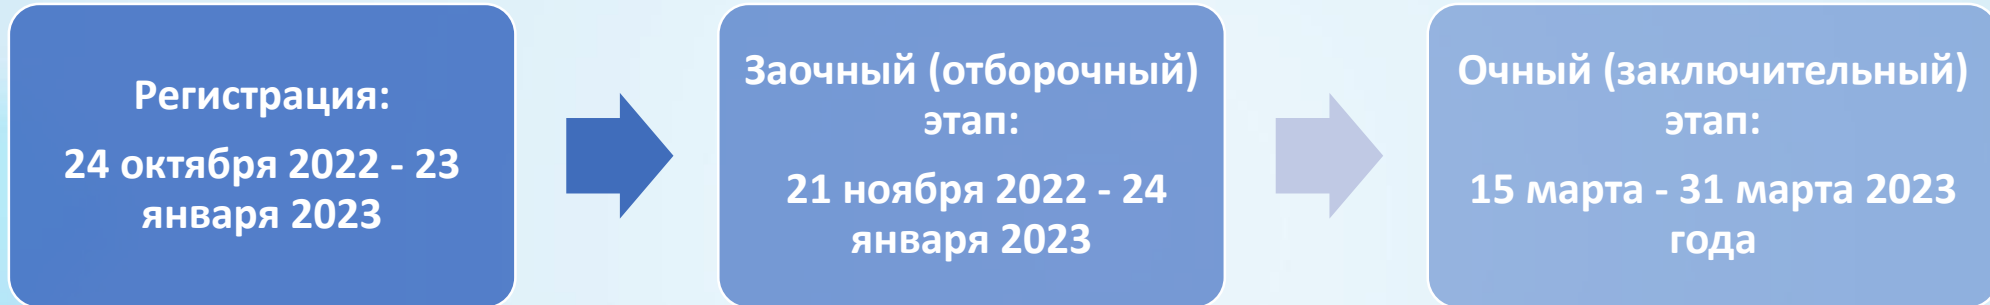 Регистрация:
24 октября 2022 - 23
января 2023
Заочный (отборочный)
этап:
21 ноября 2022 - 24
января 2023
Очный (заключительный)
этап:
15 марта - 31 марта 2023
года